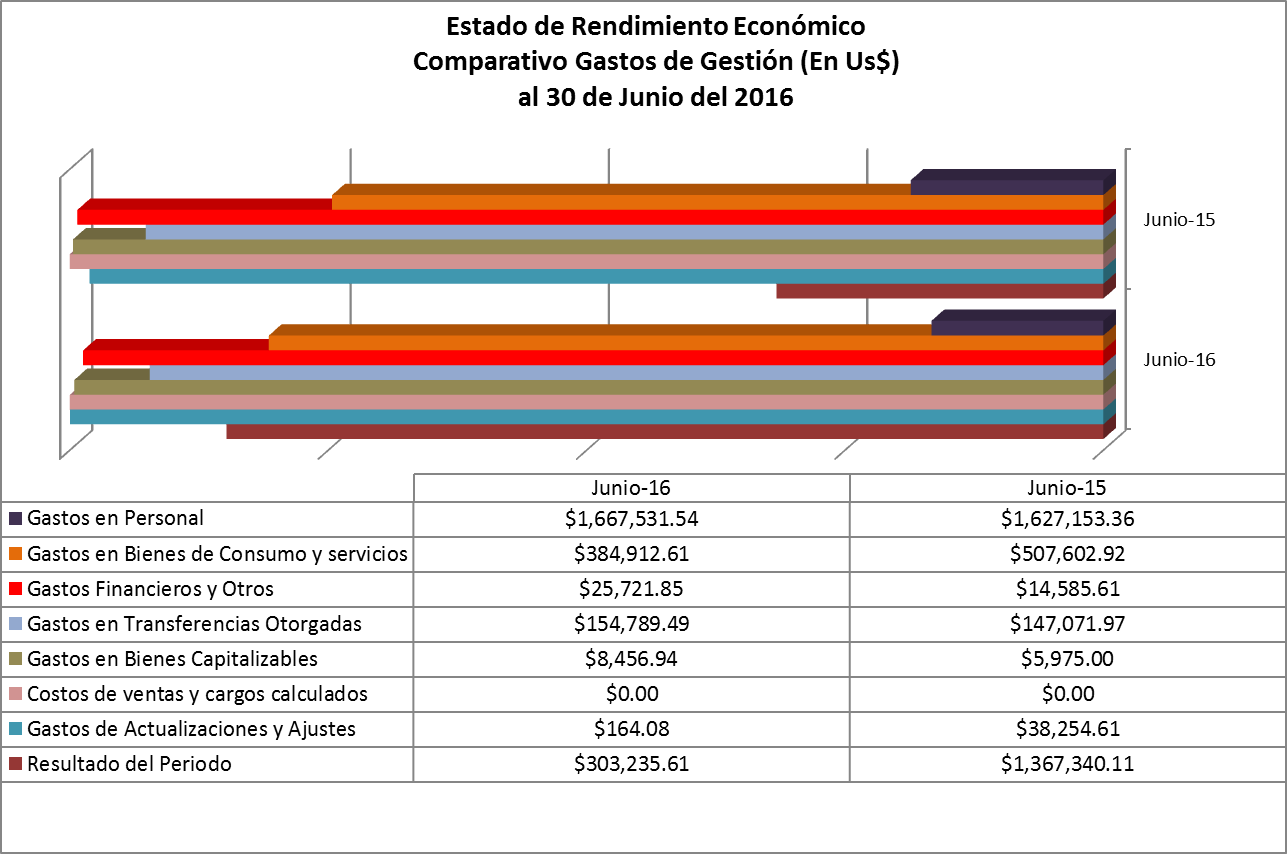 Estado de Rendimiento Económico
Comparativo Gastos de Gestión (En Us$)
al 30 de Junio del 2016
Junio-15
Junio-16
Junio-16 Junio-15
Gastos en Personal $1,667,531.54 $1,627,153.36
Gastos en Bienes de Consumo y servicios $384,912.61 $507,602.92
Gastos Financieros y Otros $25,721.85 $14,585.61
Gastos en Transferencias Otorgadas $154,789.49 $147,071.97
Gastos en Bienes Capitalizables $8,456.94 $5,975.00
Costos de ventas y cargos calculados $0.00 $0.00
Gastos de Actualizaciones y Ajustes $164.08 $38,254.61
Resultado del Periodo $303,235.61 $1,367,340.11